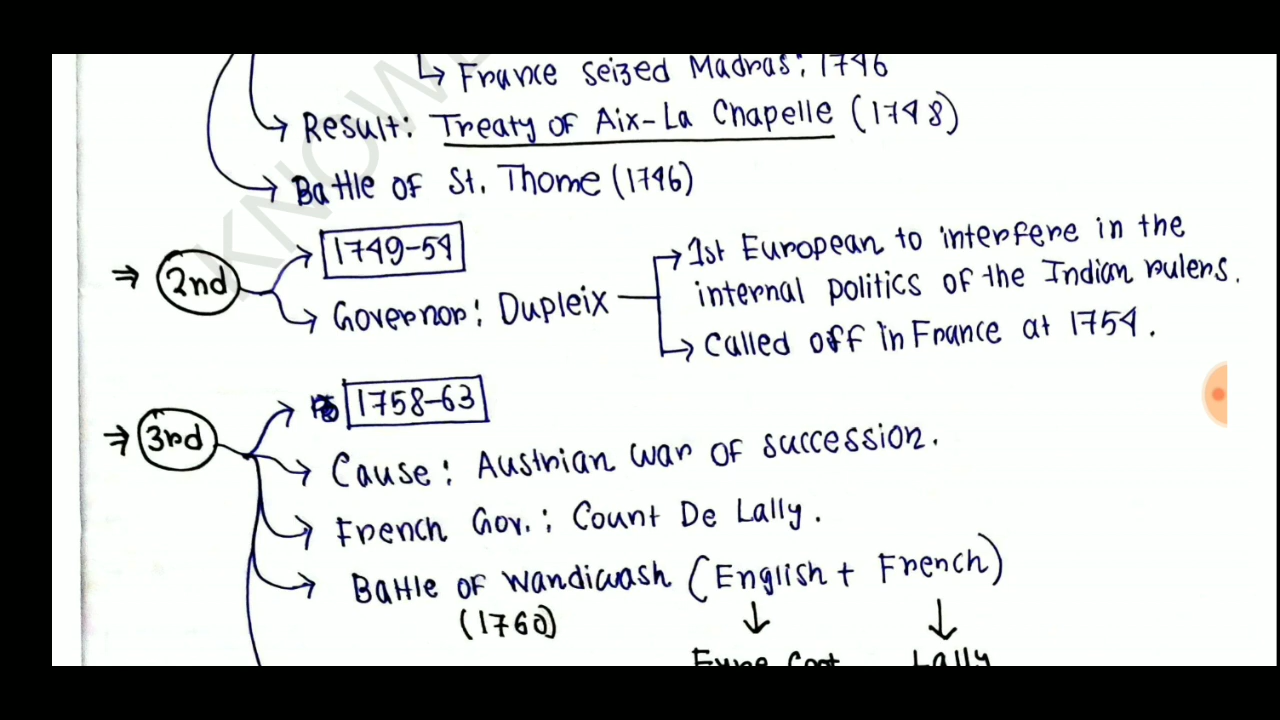 ↳ France seized Madras: 1746
→ Result: Treaty of Aix-La Chapelle (1748)
→ Battle of St. Thome (1746)
⇒ 2nd → 1749-54
→ Governor: Dupleix → 1st European to interfere in the
internal politics of the Indian rulers.
→ called off in France at 1754.
⇒ 3rd → 1758-63
→ Cause: Austrian war of succession.
→ French Gov.: Count De Lally.
→ Battle of Wandiwash (English + French)
(1760) ↓ ↓
Lally